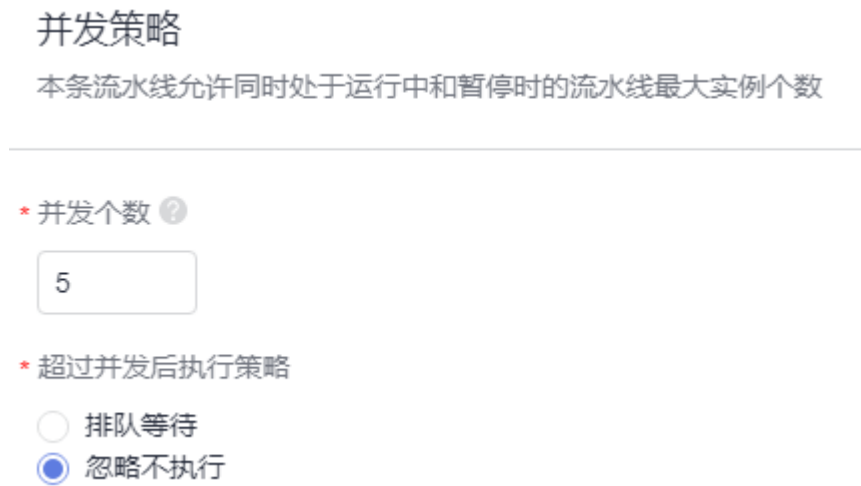 并发策略
本条流水线允许同时处于运行中和暂停时的流水线最大实例个数
* 并发个数 ?
5
* 超过并发后执行策略
排队等待
忽略不执行